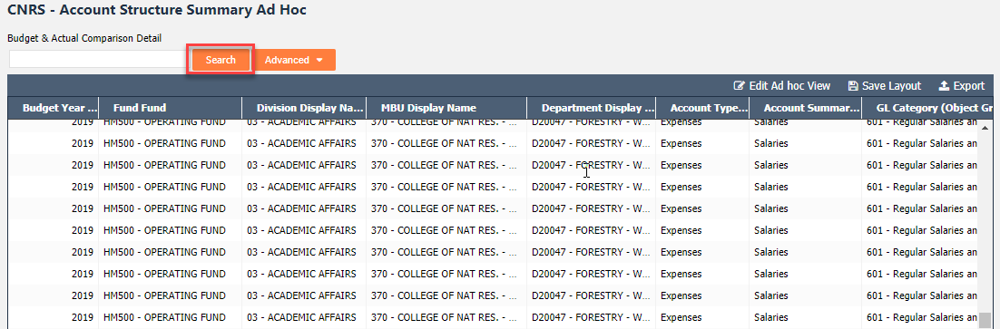 CNRS - Account Structure Summary Ad Hoc
Budget & Actual Comparison Detail
Search Advanced
Edit Ad hoc View Save Layout Export
Budget Year ... Fund Fund Division Display Na... MBU Display Name Department Display ... Account Type... Account Summar... GL Category (Object Gr
2019 HM500 - OPERATING FUND 03 - ACADEMIC AFFAIRS 370 - COLLEGE OF NAT RES. - ... D20047 - FORESTRY - W... Expenses Salaries 601 - Regular Salaries an
2019 HM500 - OPERATING FUND 03 - ACADEMIC AFFAIRS 370 - COLLEGE OF NAT RES. - ... D20047 - FORESTRY - W... Expenses Salaries 601 - Regular Salaries an
2019 HM500 - OPERATING FUND 03 - ACADEMIC AFFAIRS 370 - COLLEGE OF NAT RES. - ... D20047 - FORESTRY - W... Expenses Salaries 601 - Regular Salaries an
2019 HM500 - OPERATING FUND 03 - ACADEMIC AFFAIRS 370 - COLLEGE OF NAT RES. - ... D20047 - FORESTRY - W... Expenses Salaries 601 - Regular Salaries an
2019 HM500 - OPERATING FUND 03 - ACADEMIC AFFAIRS 370 - COLLEGE OF NAT RES. - ... D20047 - FORESTRY - W... Expenses Salaries 601 - Regular Salaries an
2019 HM500 - OPERATING FUND 03 - ACADEMIC AFFAIRS 370 - COLLEGE OF NAT RES. - ... D20047 - FORESTRY - W... Expenses Salaries 601 - Regular Salaries an
2019 HM500 - OPERATING FUND 03 - ACADEMIC AFFAIRS 370 - COLLEGE OF NAT RES. - ... D20047 - FORESTRY - W... Expenses Salaries 601 - Regular Salaries an
2019 HM500 - OPERATING FUND 03 - ACADEMIC AFFAIRS 370 - COLLEGE OF NAT RES. - ... D20047 - FORESTRY - W... Expenses Salaries 601 - Regular Salaries an
2019 HM500 - OPERATING FUND 03 - ACADEMIC AFFAIRS 370 - COLLEGE OF NAT RES. - ... D20047 - FORESTRY - W... Expenses Salaries 601 - Regular Salaries an
2019 HM500 - OPERATING FUND 03 - ACADEMIC AFFAIRS 370 - COLLEGE OF NAT RES. - ... D20047 - FORESTRY - W... Expenses Salaries 601 - Regular Salaries an